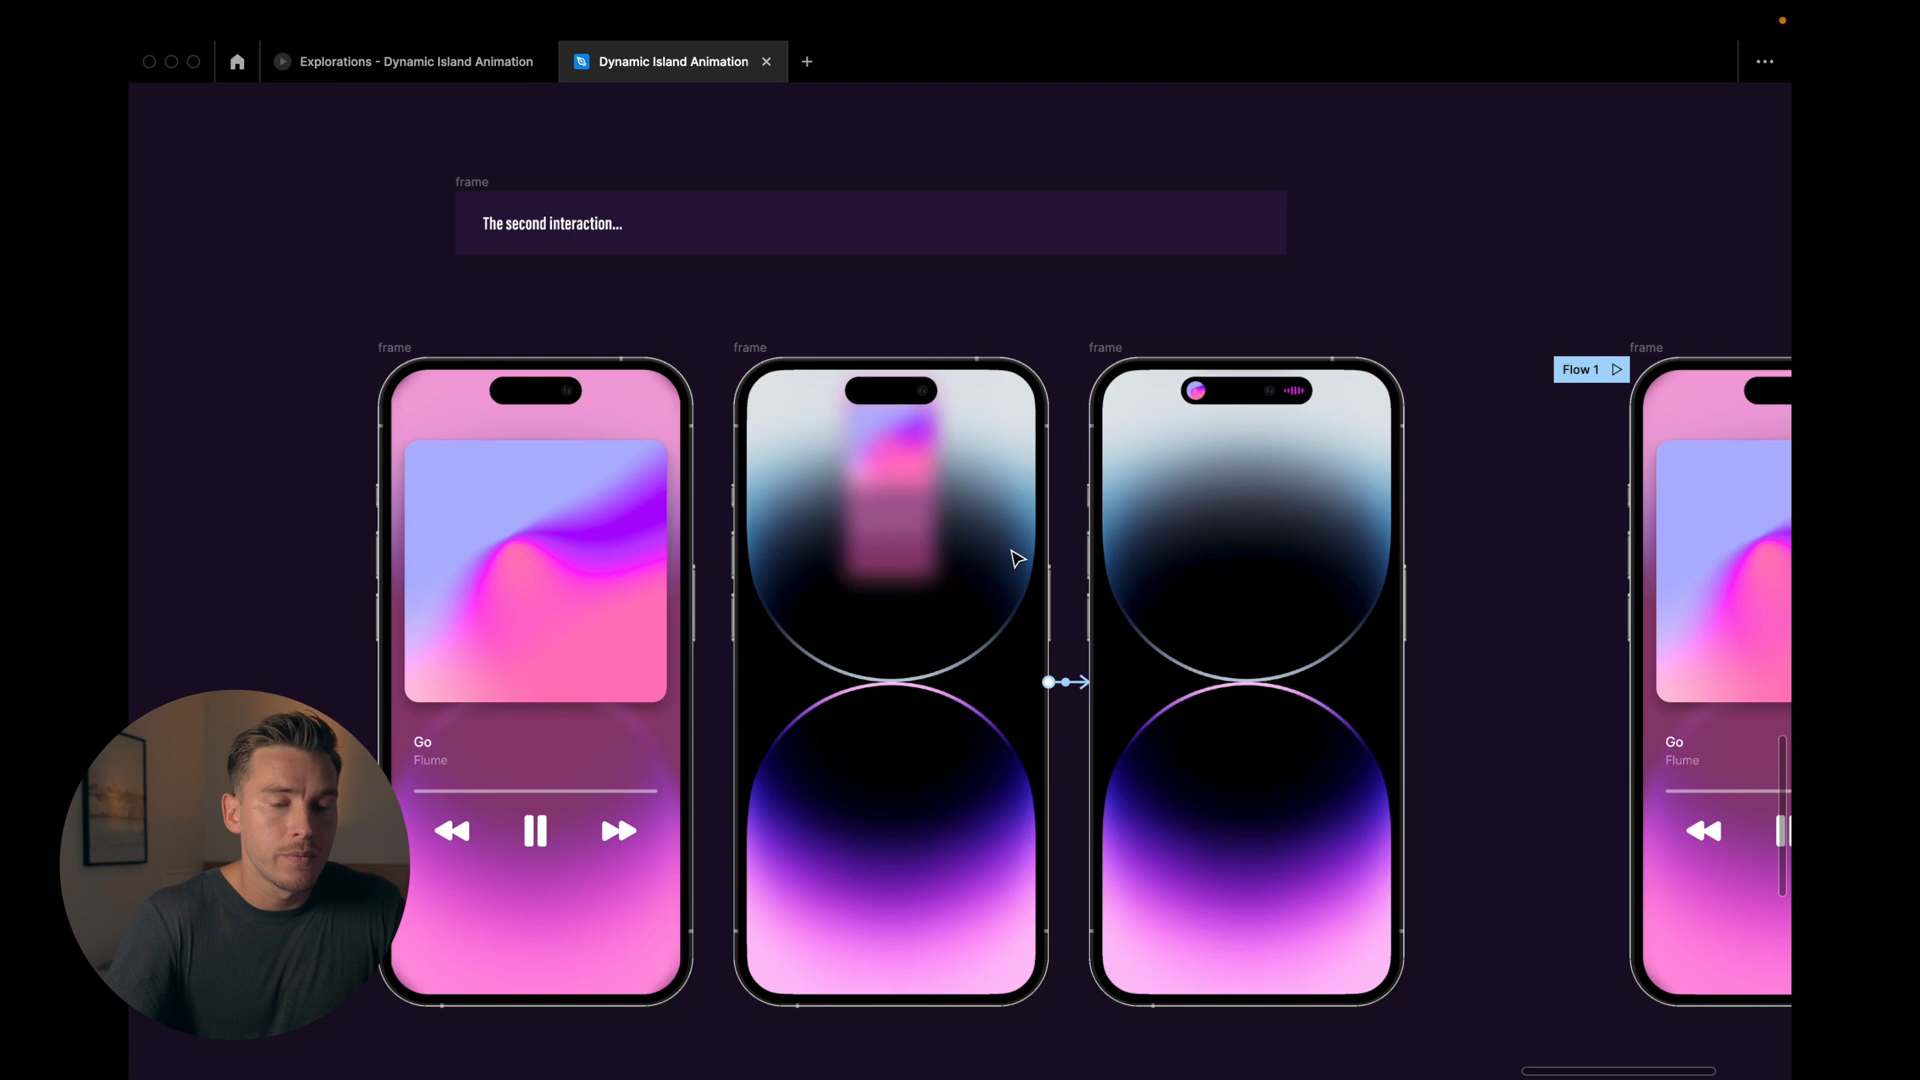 Explorations - Dynamic Island Animation
Dynamic Island Animation
frame
The second interaction...
frame
frame
frame
frame
Flow 1
Go
Flume
Go
Flume